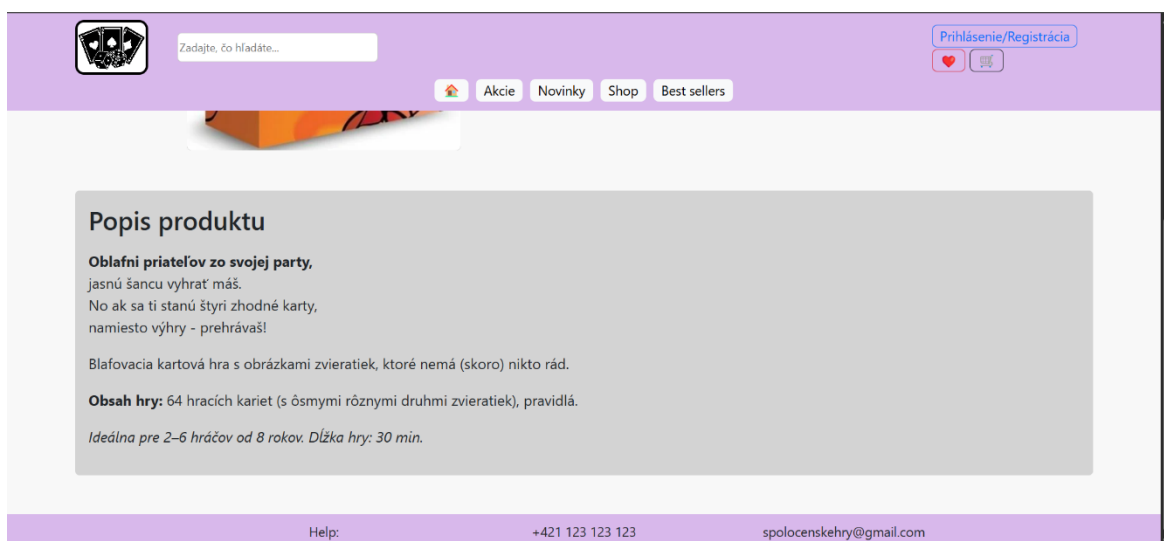 Zadajte, čo hľadáte...
Prihlásenie/Registrácia
Akcie Novinky Shop Best sellers
Popis produktu
Oblafni priateľov zo svojej party,
jasnú šancu vyhrať máš.
No ak sa ti stanú štyri zhodné karty,
namiesto výhry - prehrávaš!
Blafovacia kartová hra s obrázkami zvieratiek, ktoré nemá (skoro) nikto rád.
Obsah hry: 64 hracích kariet (s ôsmymi rôznymi druhmi zvieratiek), pravidlá.
Ideálna pre 2–6 hráčov od 8 rokov. Dĺžka hry: 30 min.
Help: +421 123 123 123 spolocenskehry@gmail.com